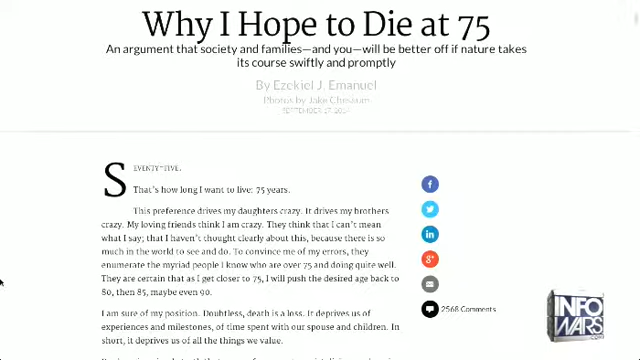 Why I Hope to Die at 75
An argument that society and families—and you—will be better off if nature takes
its course swiftly and promptly
By Ezekiel J. Emanuel
Photos by Jake Chessum
SEPTEMBER 17, 2014
SEVENTY-FIVE.
That's how long I want to live: 75 years.
This preference drives my daughters crazy. It drives my brothers
crazy. My loving friends think I am crazy. They think that I can't mean
what I say; that I haven't thought clearly about this, because there is so
much in the world to see and do. To convince me of my errors, they
enumerate the myriad people I know who are over 75 and doing quite well.
They are certain that as I get closer to 75, I will push the desired age back to
80, then 85, maybe even 90.
I am sure of my position. Doubtless, death is a loss. It deprives us of
experiences and milestones, of time spent with our spouse and children. In
short, it deprives us of all the things we value.
2568 Comments
INFO
WARS
.COM